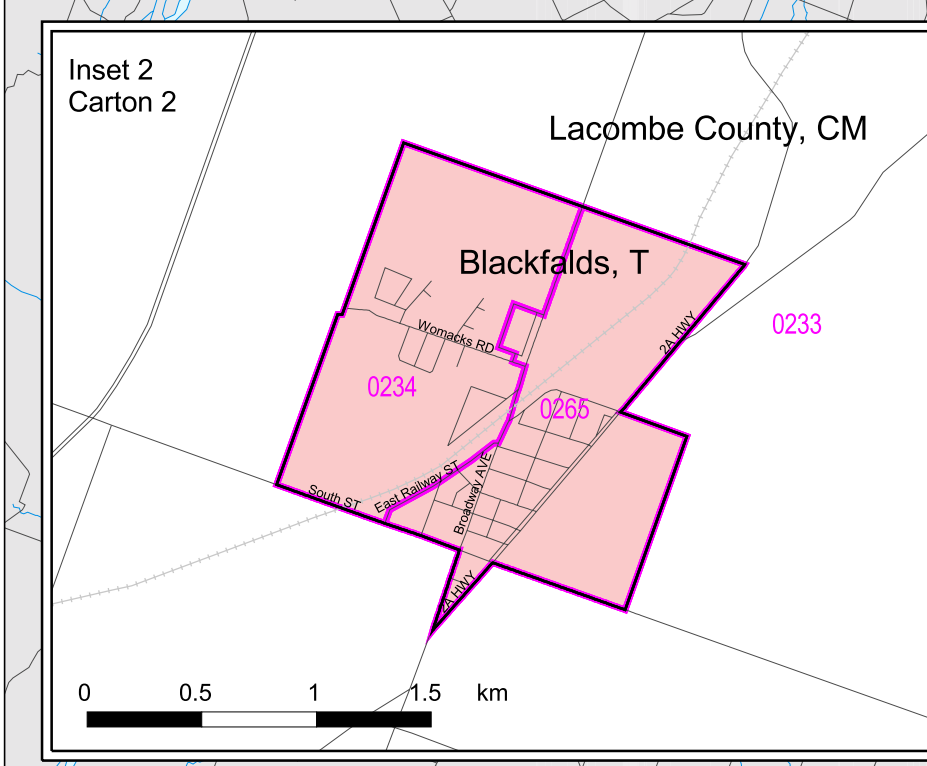 Inset 2
Carton 2
Lacombe County, CM
Blackfalds, T
0233
2A HWY
Womacks RD
0234
0265
East Railway ST
South ST
Broadway AVE
2A HWY
0 0.5 1 1.5 km